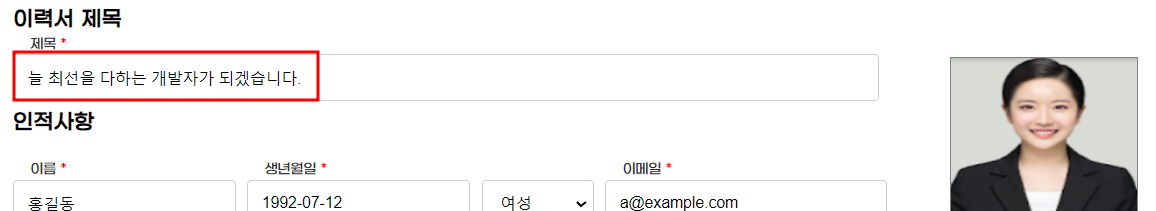 이력서 제목
제목 *
늘 최선을 다하는 개발자가 되겠습니다.
인적사항
이름 * 생년월일 * 이메일 *
홍길동 1992-07-12 여성 a@example.com